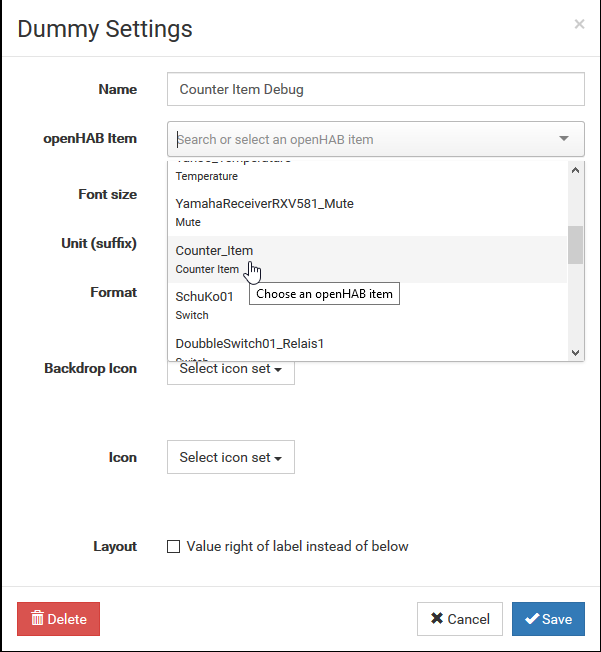 Dummy Settings
×
Name
Counter Item Debug
openHAB Item
Search or select an openHAB item
Temperature
Font size
YamahaReceiverRXV581_Mute
Mute
Unit (suffix)
Counter_Item
Counter Item
Choose an openHAB item
Format
SchuKo01
Switch
DoubbleSwitch01_Relais1
Switch
Backdrop Icon
Select icon set
Icon
Select icon set
Layout
Value right of label instead of below
Delete
Cancel
Save